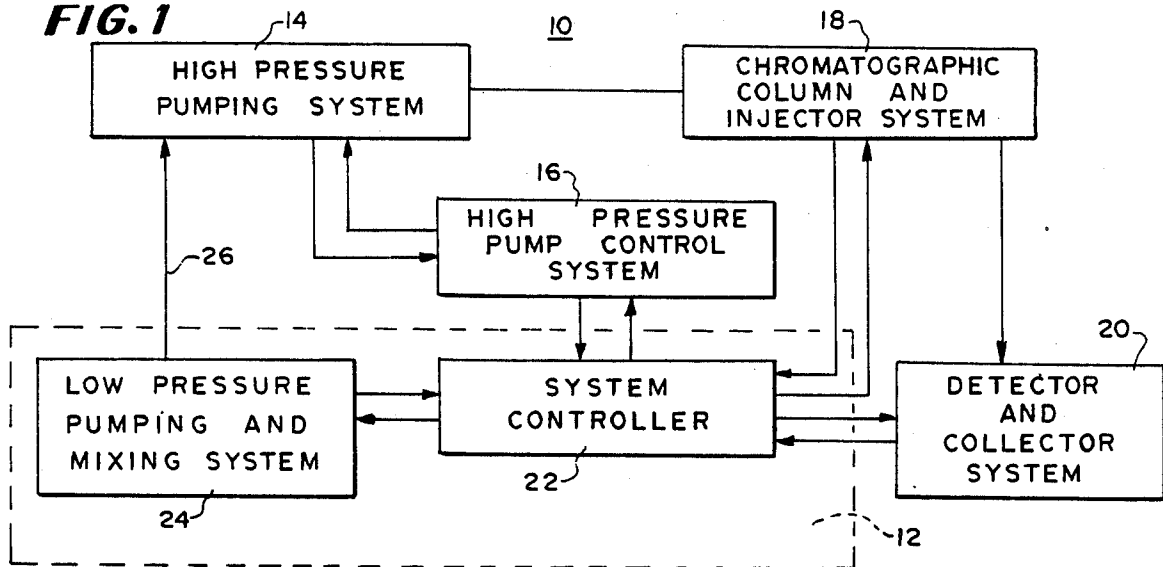 FIG. 1
14
10
18
HIGH PRESSURE
PUMPING SYSTEM
CHROMATOGRAPHIC
COLUMN AND
INJECTOR SYSTEM
16
HIGH PRESSURE
PUMP CONTROL
SYSTEM
26
20
LOW PRESSURE
PUMPING AND
MIXING SYSTEM
24
SYSTEM
CONTROLLER
22
DETECTOR
AND
COLLECTOR
SYSTEM
12